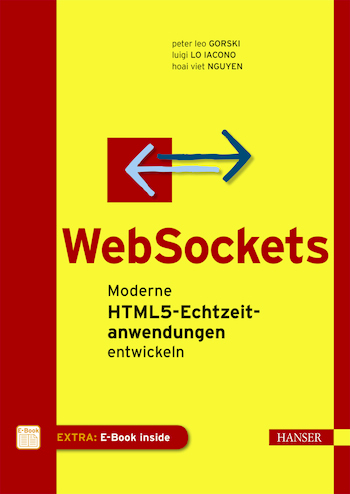 peter leo GORSKI
luigi LO IACONO
hoai viet NGUYEN
WebSockets
Moderne
HTML5-Echtzeit-
anwendungen
entwickeln
E-Book
EXTRA: E-Book inside
HANSER